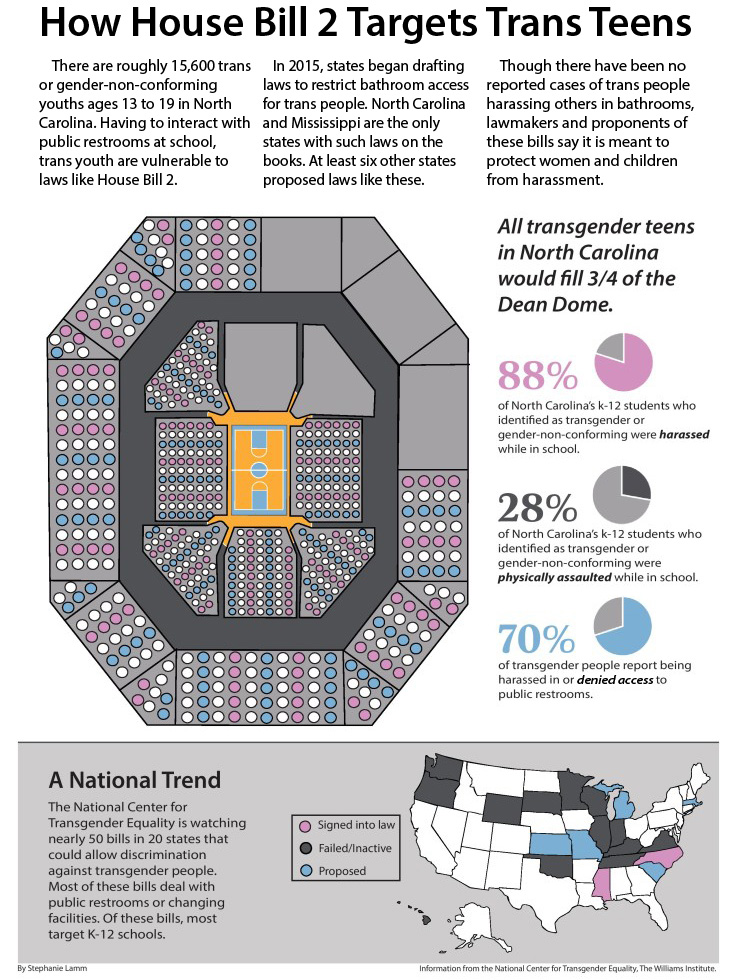 How House Bill 2 Targets Trans Teens
There are roughly 15,600 trans
or gender-non-conforming
youths ages 13 to 19 in North
Carolina. Having to interact with
public restrooms at school,
trans youth are vulnerable to
laws like House Bill 2.
In 2015, states began drafting
laws to restrict bathroom access
for trans people. North Carolina
and Mississippi are the only
states with such laws on the
books. At least six other states
proposed laws like these.
Though there have been no
reported cases of trans people
harassing others in bathrooms,
lawmakers and proponents of
these bills say it is meant to
protect women and children
from harassment.
All transgender teens
in North Carolina
would fill 3/4 of the
Dean Dome.
88%
of North Carolina's k-12 students who
identified as transgender or
gender-non-conforming were harassed
while in school.
28%
of North Carolina's k-12 students who
identified as transgender or
gender-non-conforming were
physically assaulted while in school.
70%
of transgender people report being
harassed in or denied access to
public restrooms.
A National Trend
The National Center for
Transgender Equality is watching
nearly 50 bills in 20 states that
could allow discrimination
against transgender people.
Most of these bills deal with
public restrooms or changing
facilities. Of these bills, most
target K-12 schools.
Signed into law
Failed/Inactive
Proposed
By Stephanie Lamm
Information from the National Center for Transgender Equality, The Williams Institute.